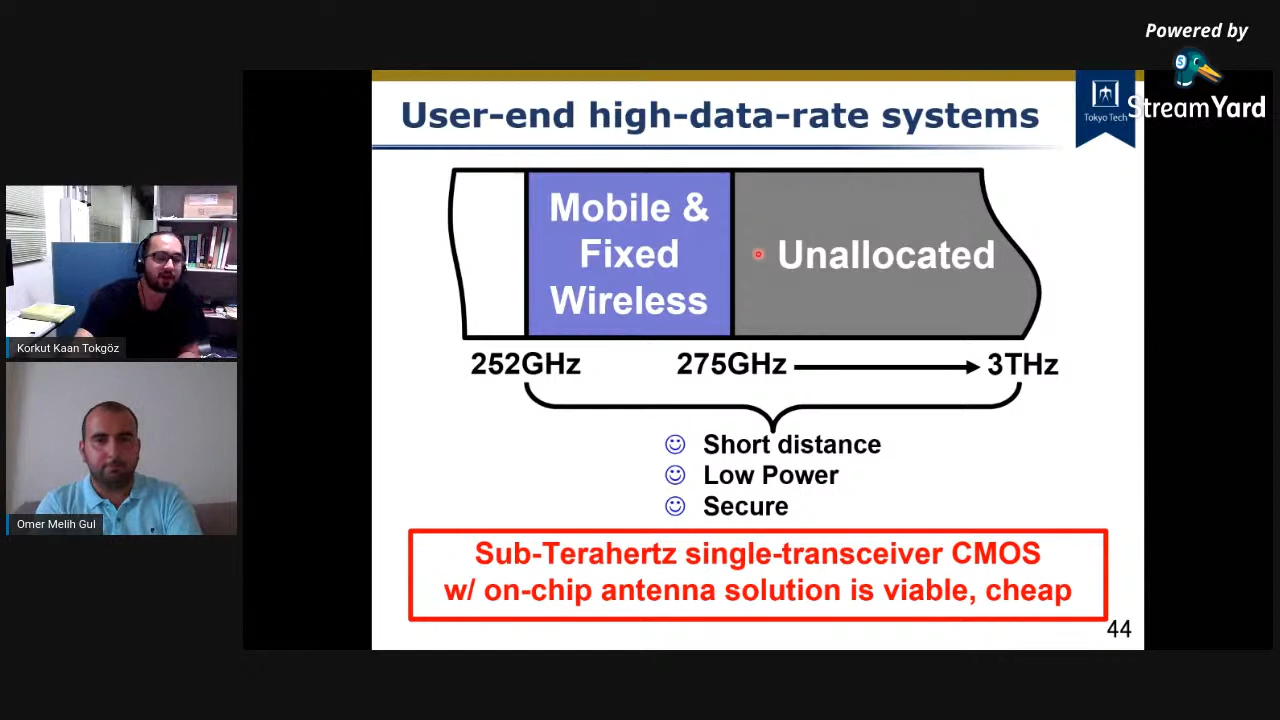 Powered by
StreamYard
User-end high-data-rate systems
Tokyo Tech
Mobile &
Fixed
Wireless
Unallocated
252GHz
275GHz
3THz
Short distance
Low Power
Secure
Sub-Terahertz single-transceiver CMOS
w/ on-chip antenna solution is viable, cheap
44
Korkut Kaan Tokgöz
Omer Melih Gul